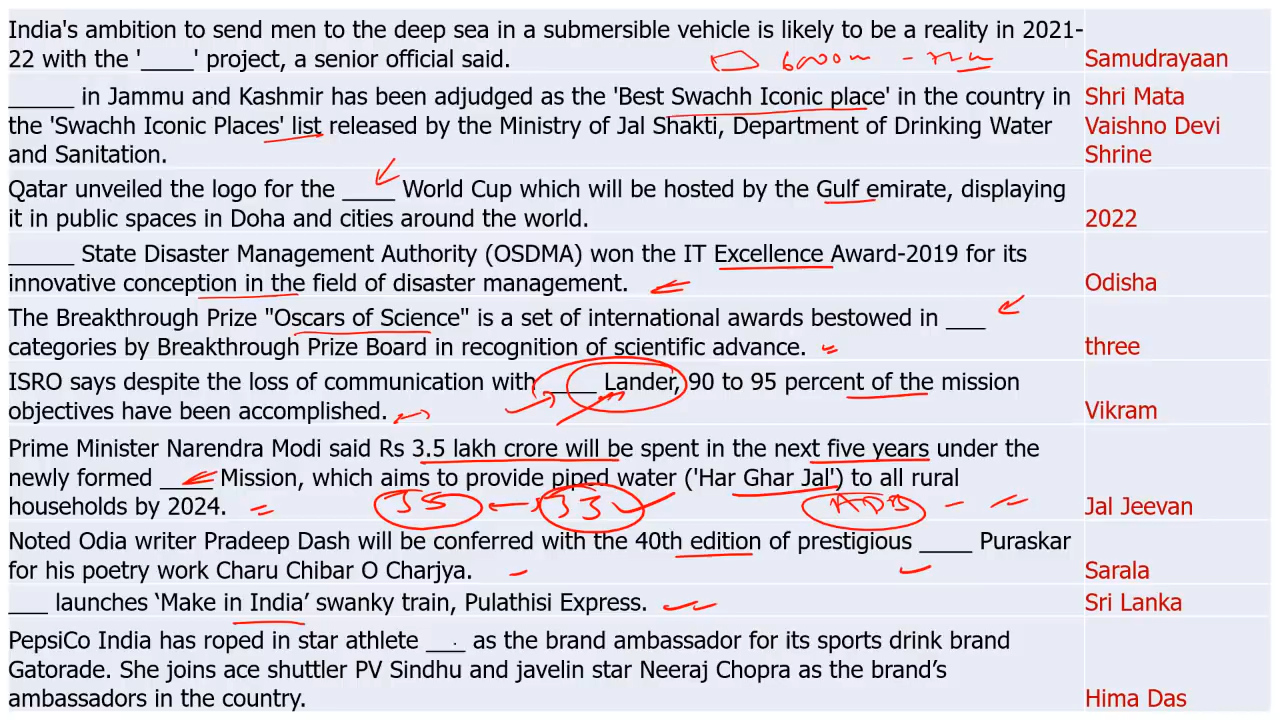 India's ambition to send men to the deep sea in a submersible vehicle is likely to be a reality in 2021-
22 with the '____' project, a senior official said.
Samudrayaan
6000m
_____ in Jammu and Kashmir has been adjudged as the 'Best Swachh Iconic place' in the country in
the 'Swachh Iconic Places' list released by the Ministry of Jal Shakti, Department of Drinking Water
and Sanitation.
Shri Mata
Vaishno Devi
Shrine
Qatar unveiled the logo for the ____ World Cup which will be hosted by the Gulf emirate, displaying
it in public spaces in Doha and cities around the world.
2022
_____ State Disaster Management Authority (OSDMA) won the IT Excellence Award-2019 for its
innovative conception in the field of disaster management.
Odisha
The Breakthrough Prize "Oscars of Science" is a set of international awards bestowed in ___
categories by Breakthrough Prize Board in recognition of scientific advance.
three
ISRO says despite the loss of communication with ____ Lander, 90 to 95 percent of the mission
objectives have been accomplished.
Vikram
Prime Minister Narendra Modi said Rs 3.5 lakh crore will be spent in the next five years under the
newly formed ____ Mission, which aims to provide piped water ('Har Ghar Jal') to all rural
households by 2024.
Jal Jeevan
JS
JJ
ADB
Noted Odia writer Pradeep Dash will be conferred with the 40th edition of prestigious ____ Puraskar
for his poetry work Charu Chibar O Charjya.
Sarala
___ launches ‘Make in India’ swanky train, Pulathisi Express.
Sri Lanka
PepsiCo India has roped in star athlete ___ as the brand ambassador for its sports drink brand
Gatorade. She joins ace shuttler PV Sindhu and javelin star Neeraj Chopra as the brand’s
ambassadors in the country.
Hima Das